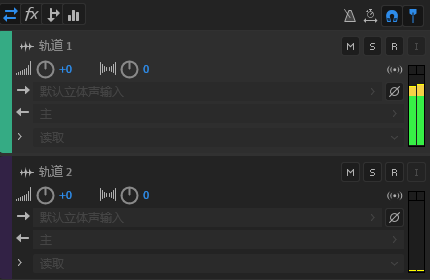 fx
轨道 1
M S R I
+0 0
默认立体声输入
主
读取
轨道 2
M S R I
+0 0
默认立体声输入
主
读取